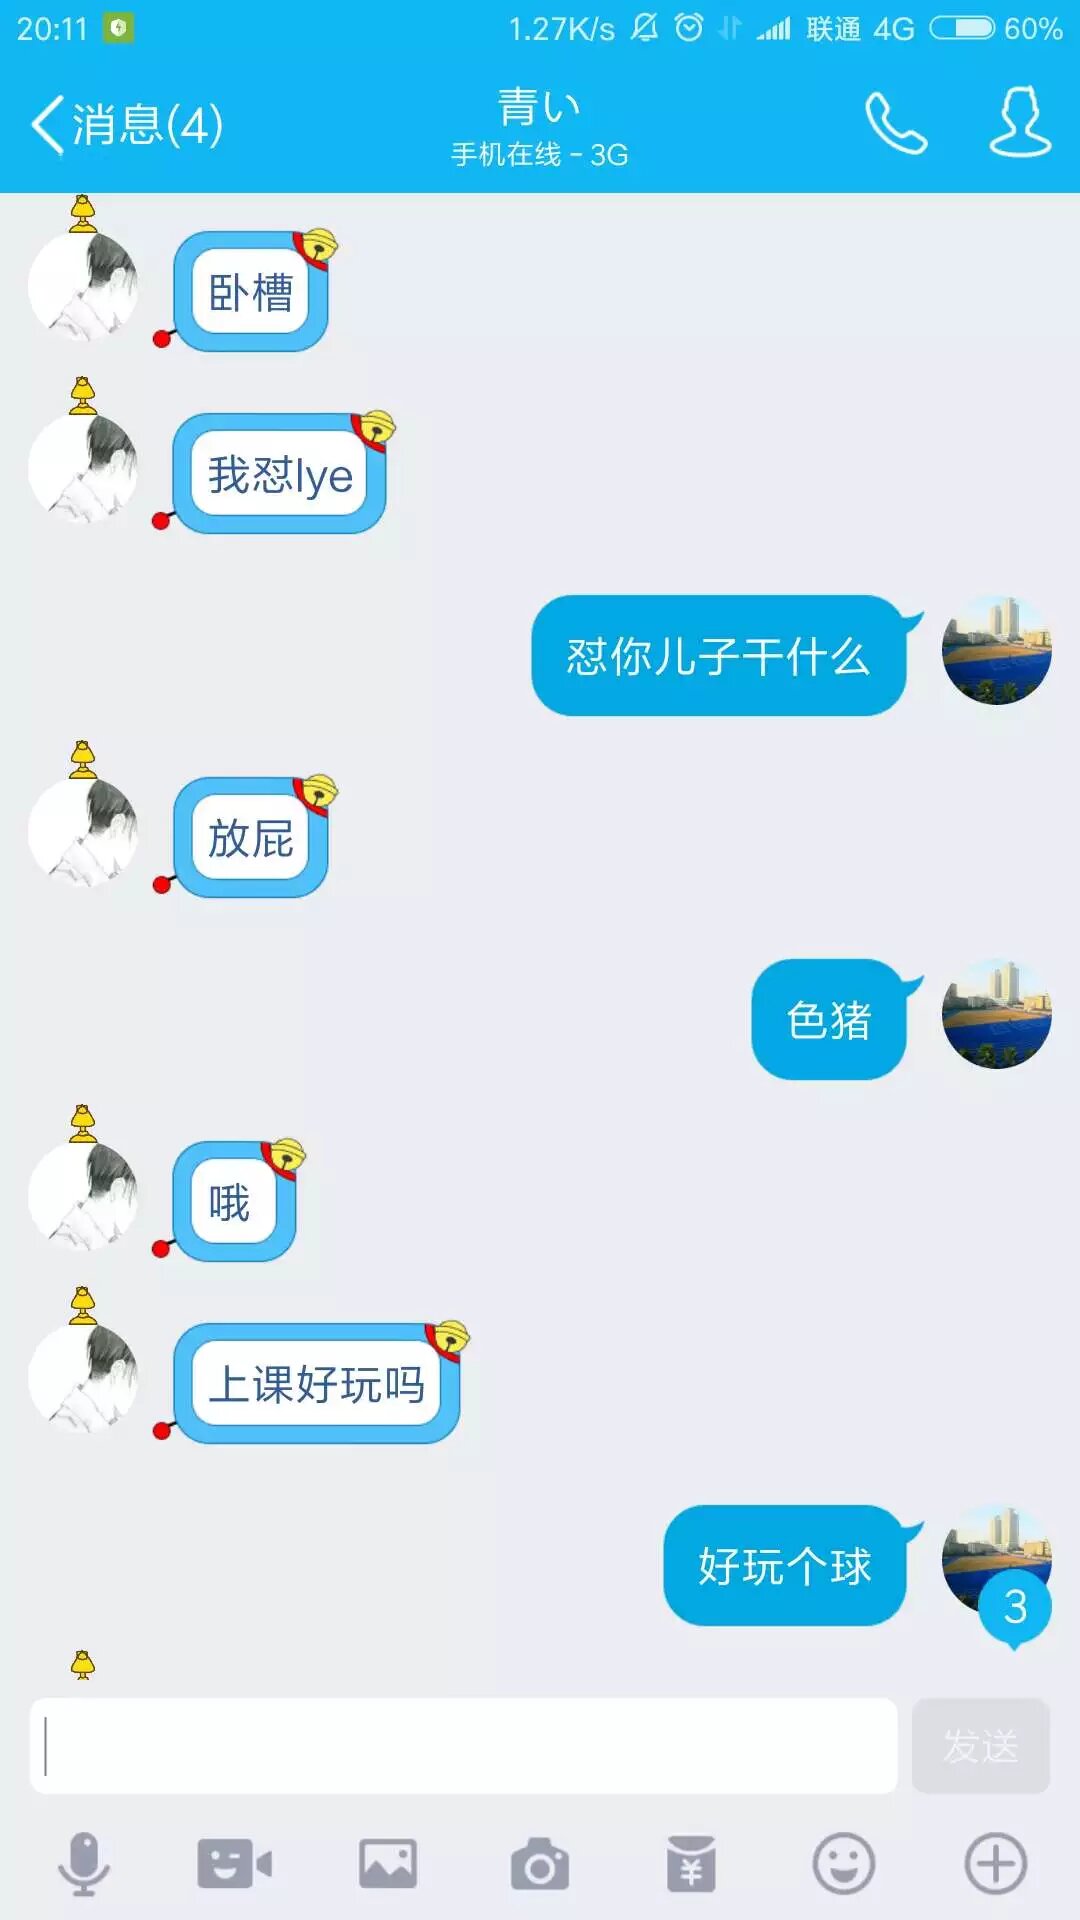 20:11 1.27K/s 联通 4G 60%
消息(4)
青い
手机在线 - 3G
卧槽
我怼lye
怼你儿子干什么
放屁
色猪
哦
上课好玩吗
好玩个球
3
发送